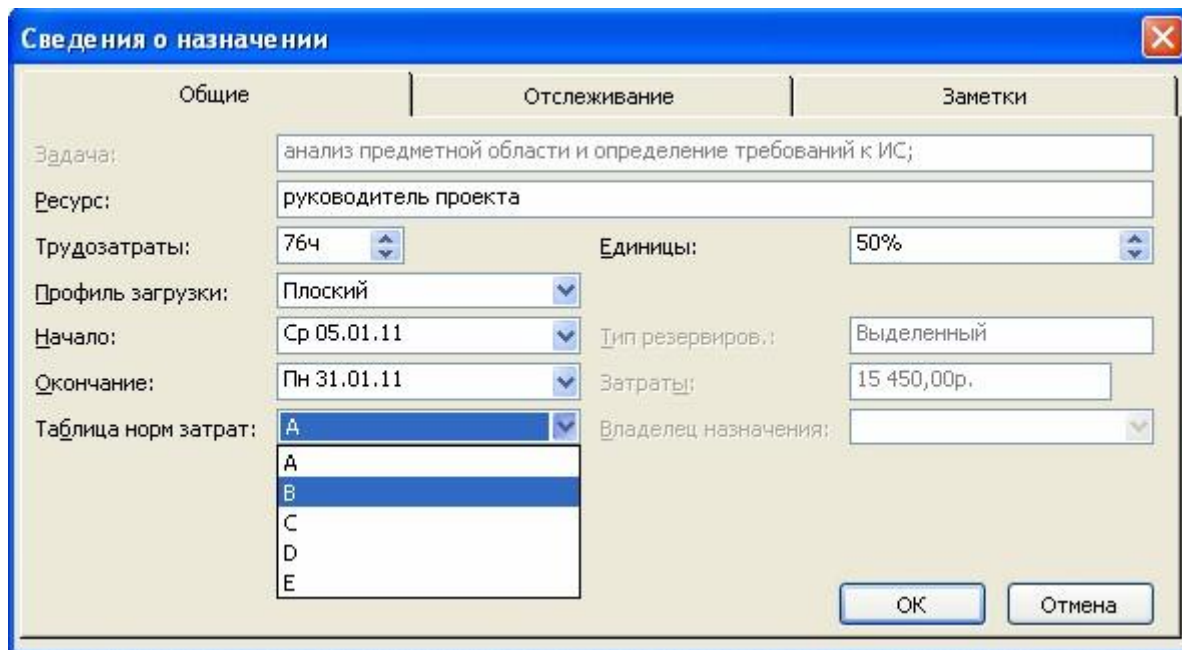 Сведения о назначении
Общие Отслеживание Заметки
Задача: анализ предметной области и определение требований к ИС;
Ресурс: руководитель проекта
Трудозатраты: 76ч Единицы: 50%
Профиль загрузки: Плоский
Начало: Ср 05.01.11 Тип резервиров.: Выделенный
Окончание: Пн 31.01.11 Затраты: 15 450,00р.
Таблица норм затрат: A Владелец назначения:
A
B
C
D
E
ОК Отмена